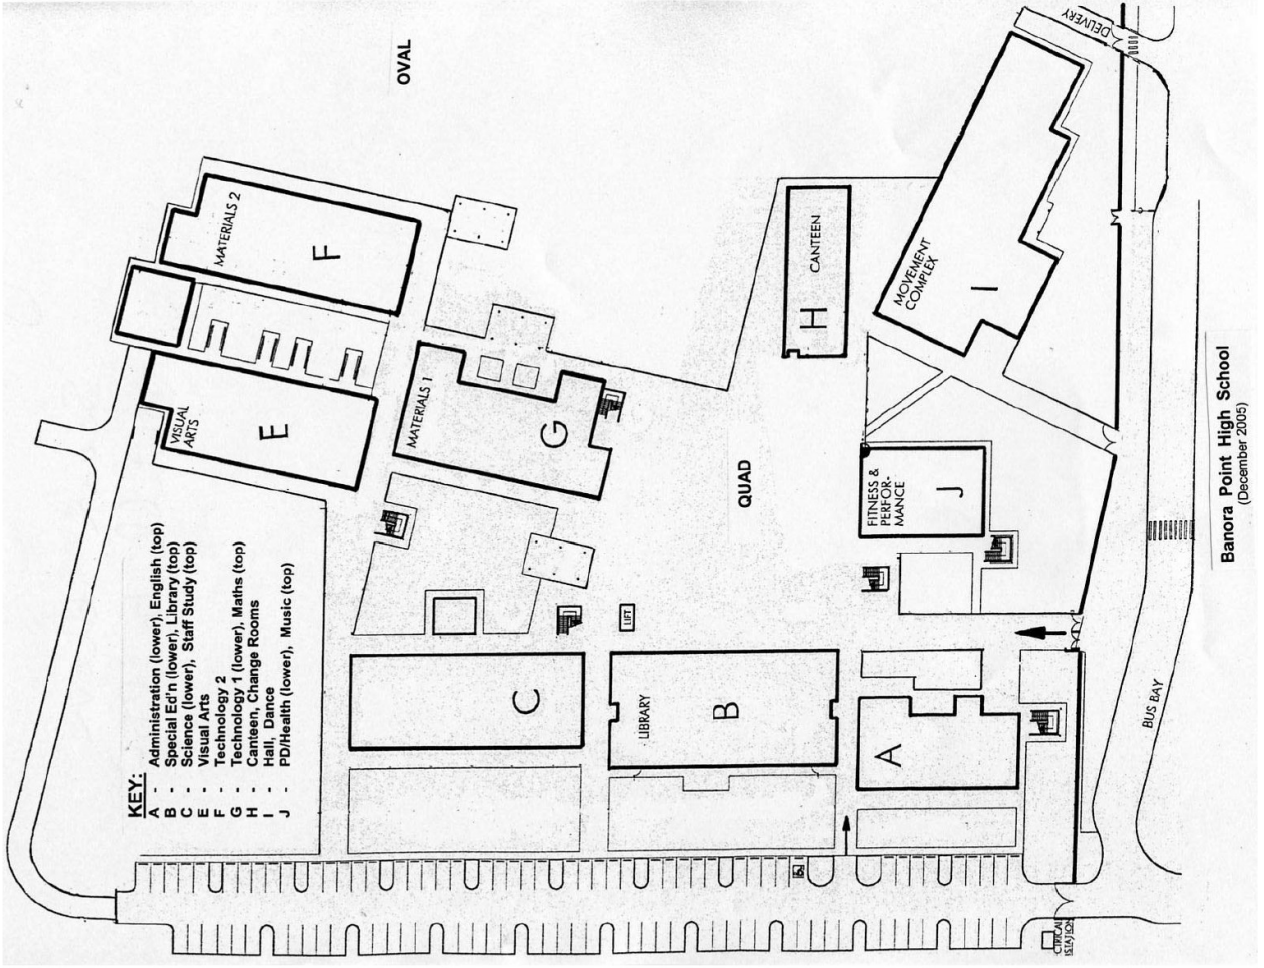 KEY:
A - Administration (lower), English (top)
B - Special Ed'n (lower), Library (top)
C - Science (lower), Staff Study (top)
E - Visual Arts
F - Technology 2
G - Technology 1 (lower), Maths (top)
H - Canteen, Change Rooms
I - Hall, Dance
J - PD/Health (lower), Music (top)
VISUAL
ARTS
E
MATERIALS 2
F
OVAL
MATERIALS 1
G
C
LIFT
LIBRARY
B
A
QUAD
H
CANTEEN
FITNESS &
PERFOR-
MANCE
J
MOVEMENT
COMPLEX
I
DELIVERY
BUS BAY
CTRICAL
STATION
Banora Point High School
(December 2005)